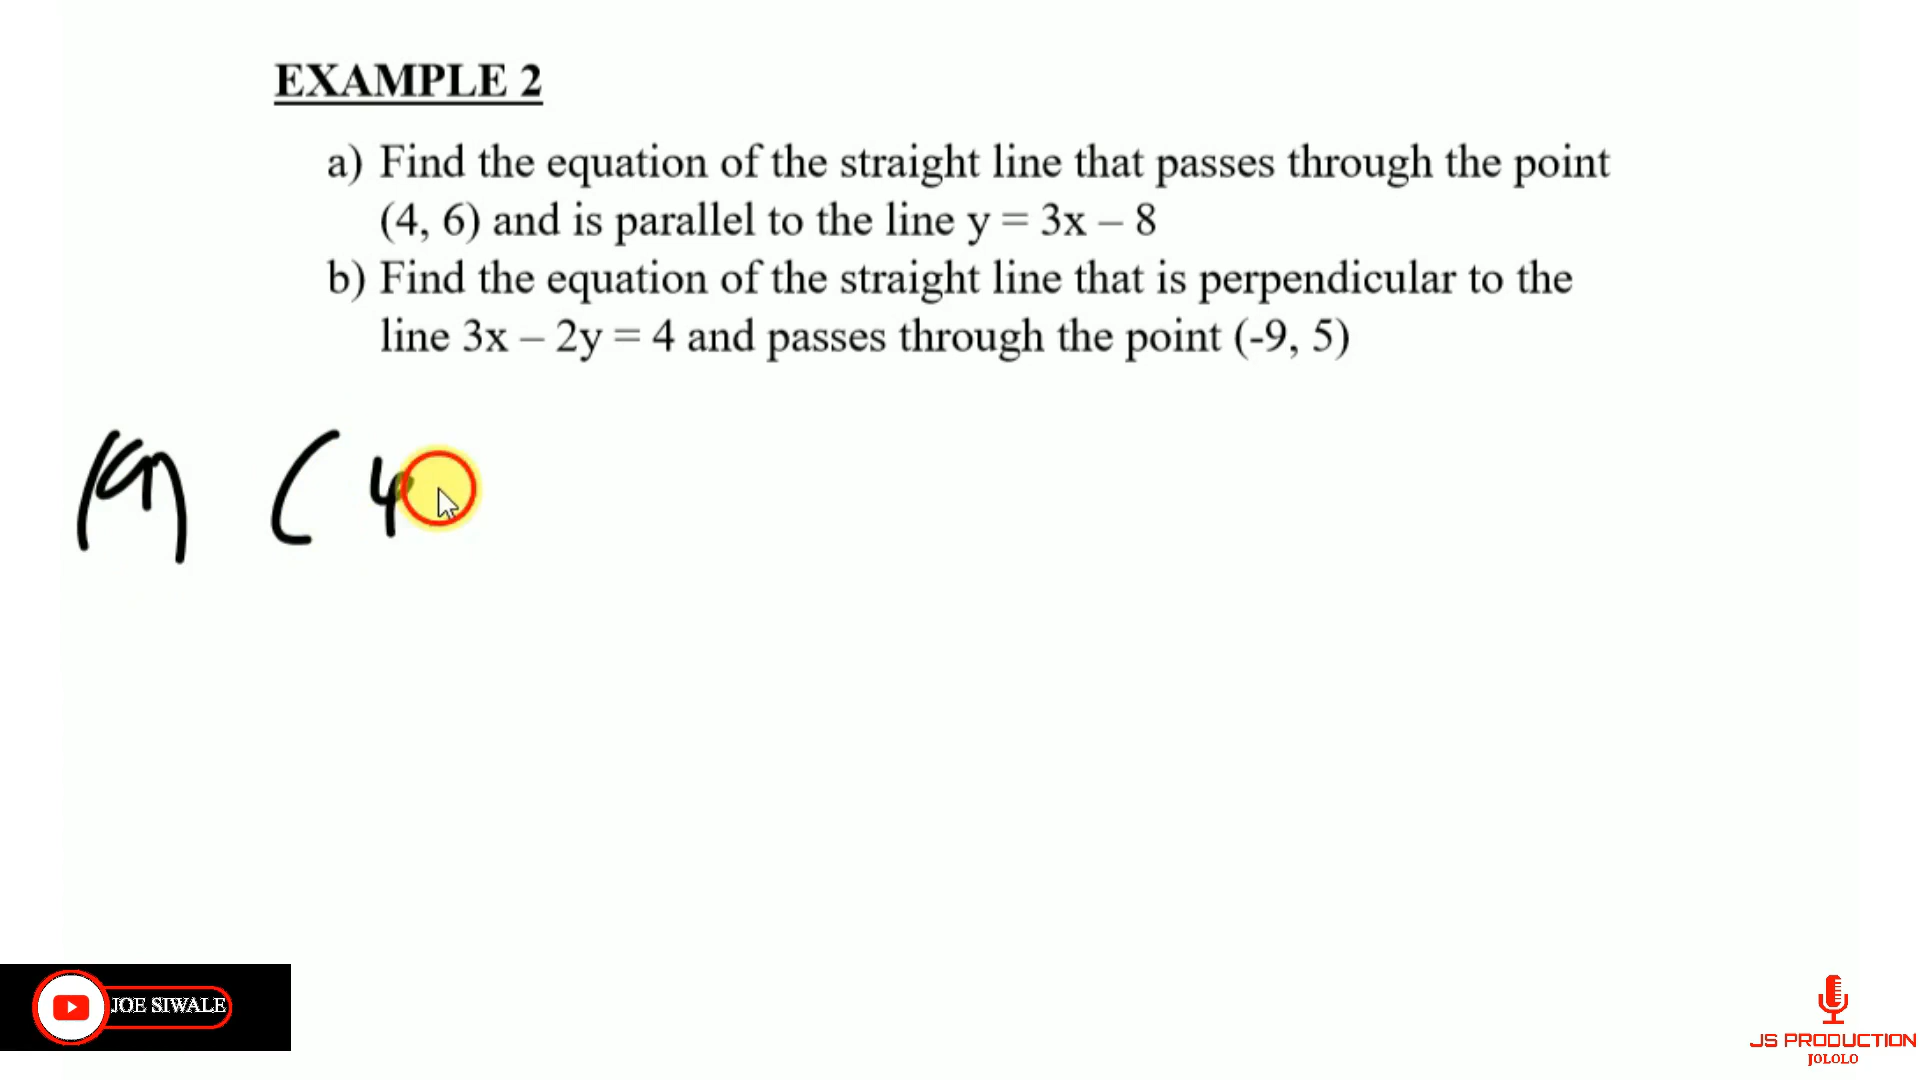 EXAMPLE 2
a) Find the equation of the straight line that passes through the point
(4, 6) and is parallel to the line y = 3x – 8
b) Find the equation of the straight line that is perpendicular to the
line 3x – 2y = 4 and passes through the point (-9, 5)
(a) (4
JOE SIWALE
JS PRODUCTION
JOLOLO